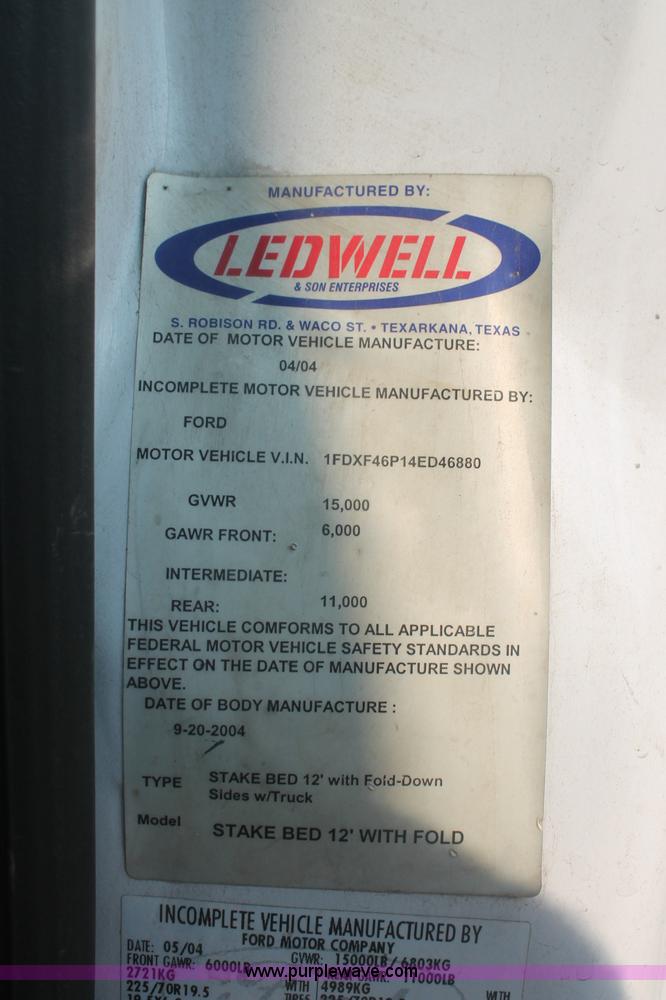 MANUFACTURED BY:
LEDWELL
& SON ENTERPRISES
S. ROBISON RD. & WACO ST. • TEXARKANA, TEXAS
DATE OF MOTOR VEHICLE MANUFACTURE:
04/04
INCOMPLETE MOTOR VEHICLE MANUFACTURED BY:
FORD
MOTOR VEHICLE V.I.N. 1FDXF46P14ED46880
GVWR 15,000
GAWR FRONT: 6,000
INTERMEDIATE:
REAR: 11,000
THIS VEHICLE COMFORMS TO ALL APPLICABLE
FEDERAL MOTOR VEHICLE SAFETY STANDARDS IN
EFFECT ON THE DATE OF MANUFACTURE SHOWN
ABOVE.
DATE OF BODY MANUFACTURE :
9-20-2004
TYPE STAKE BED 12' with Fold-Down
Sides w/Truck
Model STAKE BED 12' WITH FOLD
INCOMPLETE VEHICLE MANUFACTURED BY
FORD MOTOR COMPANY
DATE: 05/04 GVWR: 15000LB / 6803KG
FRONT GAWR: 6000LB REAR GAWR: 11000LB
2721KG WITH 4989KG WITH
www.purplewave.com
225/70R19.5 TIRES